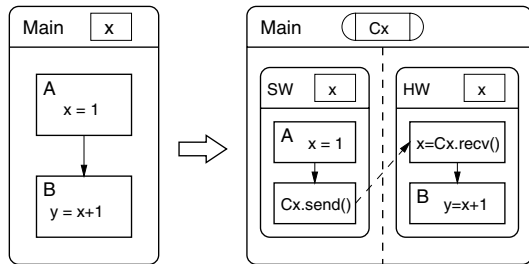 Main
x
A
x = 1
B
y = x+1
Main
Cx
SW
x
A
x = 1
Cx.send()
HW
x
x=Cx.recv()
B
y=x+1